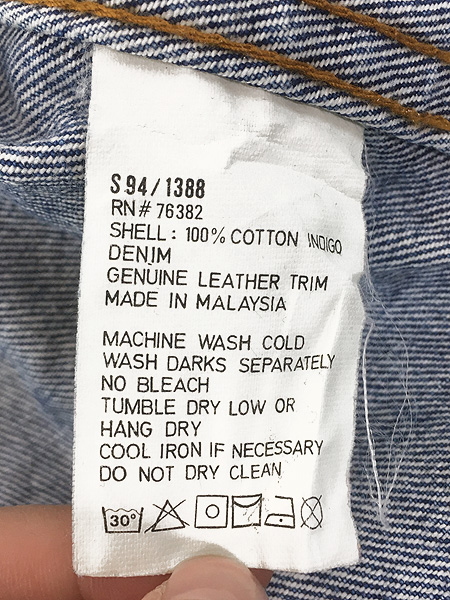 S94/1388
RN# 76382
SHELL: 100% COTTON INDIGO
DENIM
GENUINE LEATHER TRIM
MADE IN MALAYSIA
MACHINE WASH COLD
WASH DARKS SEPARATELY
NO BLEACH
TUMBLE DRY LOW OR
HANG DRY
COOL IRON IF NECESSARY
DO NOT DRY CLEAN
30°